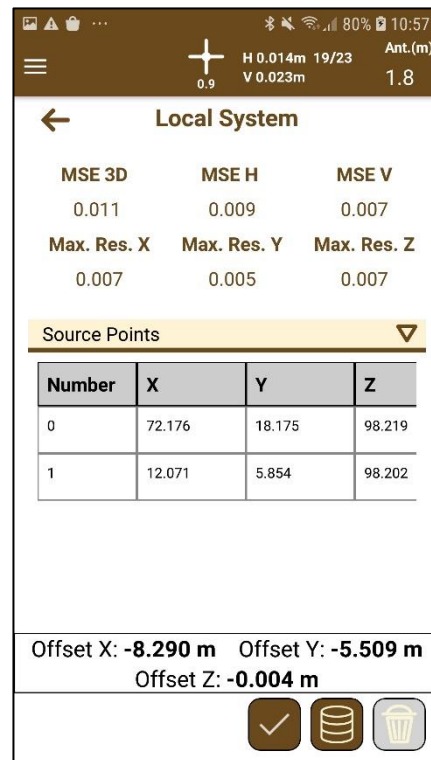 80% 10:57
H 0.014m 19/23 Ant.(m)
0.9 V 0.023m 1.8
Local System
MSE 3D MSE H MSE V
0.011 0.009 0.007
Max. Res. X Max. Res. Y Max. Res. Z
0.007 0.005 0.007
Source Points
Number X Y Z
0 72.176 18.175 98.219
1 12.071 5.854 98.202
Offset X: -8.290 m Offset Y: -5.509 m
Offset Z: -0.004 m